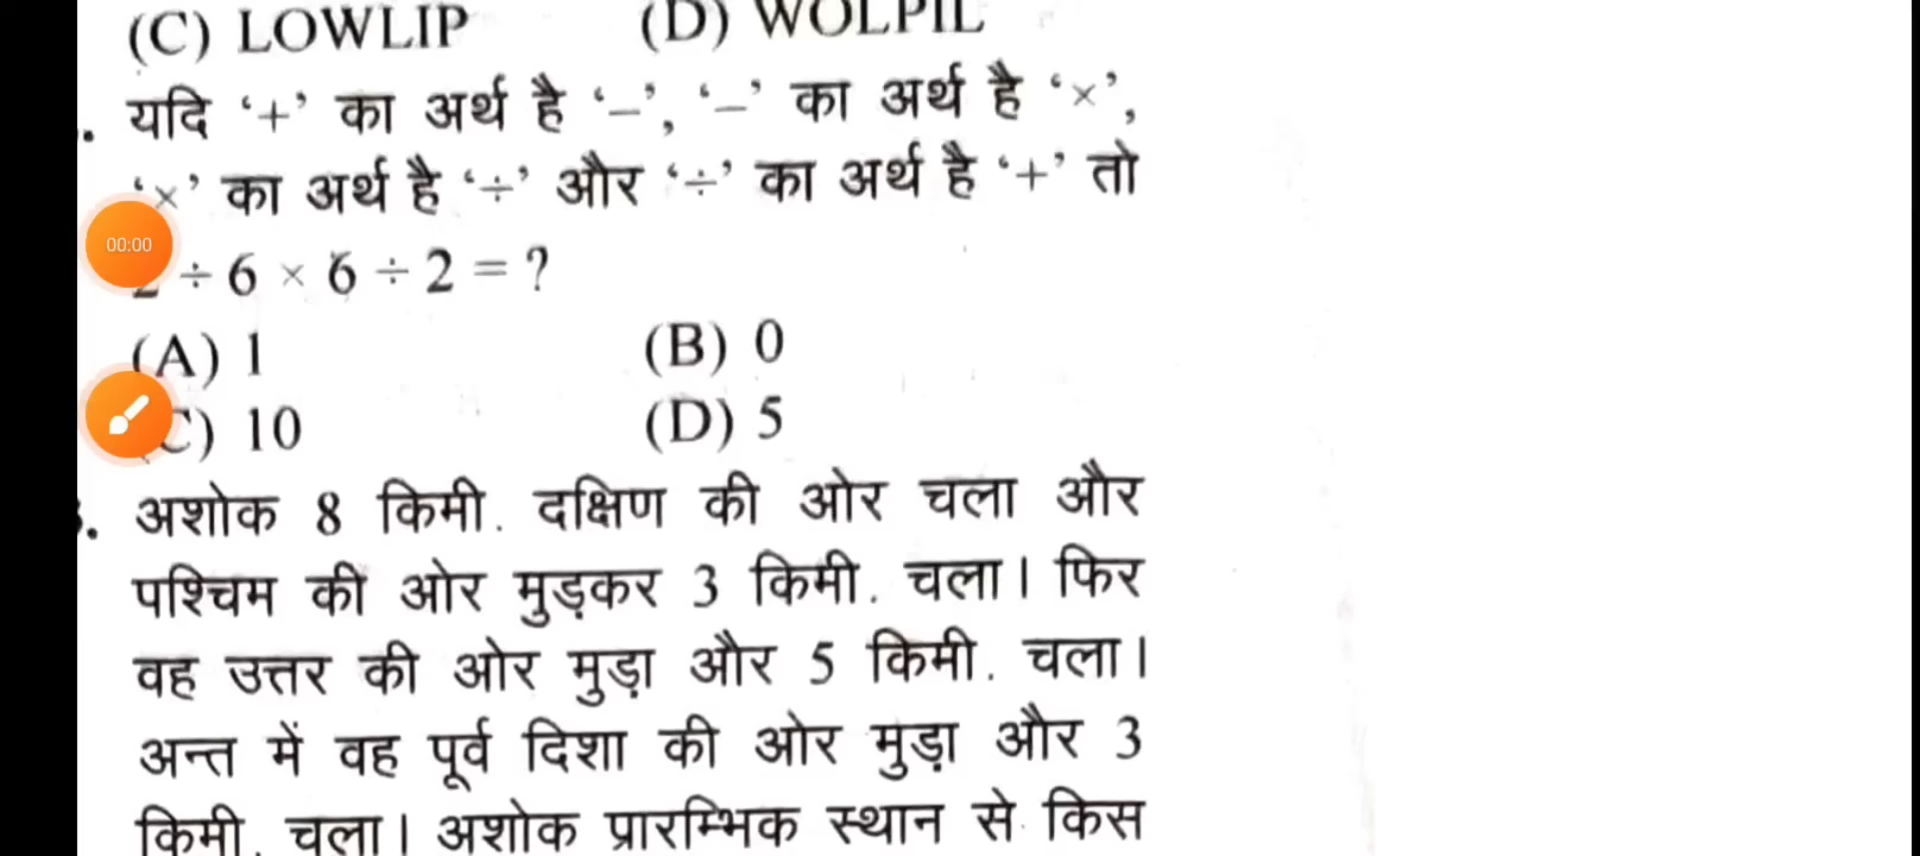 (C) LOWLIP (D) WOLPIL
यदि ‘+’ का अर्थ है ‘–’, ‘–’ का अर्थ है ‘×’,
‘×’ का अर्थ है ‘÷’ और ‘÷’ का अर्थ है ‘+’ तो
00:00
÷ 6 × 6 ÷ 2 = ?
(A) 1 (B) 0
C) 10 (D) 5
अशोक 8 किमी. दक्षिण की ओर चला और
पश्चिम की ओर मुड़कर 3 किमी. चला। फिर
वह उत्तर की ओर मुड़ा और 5 किमी. चला।
अन्त में वह पूर्व दिशा की ओर मुड़ा और 3
किमी. चला। अशोक प्रारम्भिक स्थान से किस